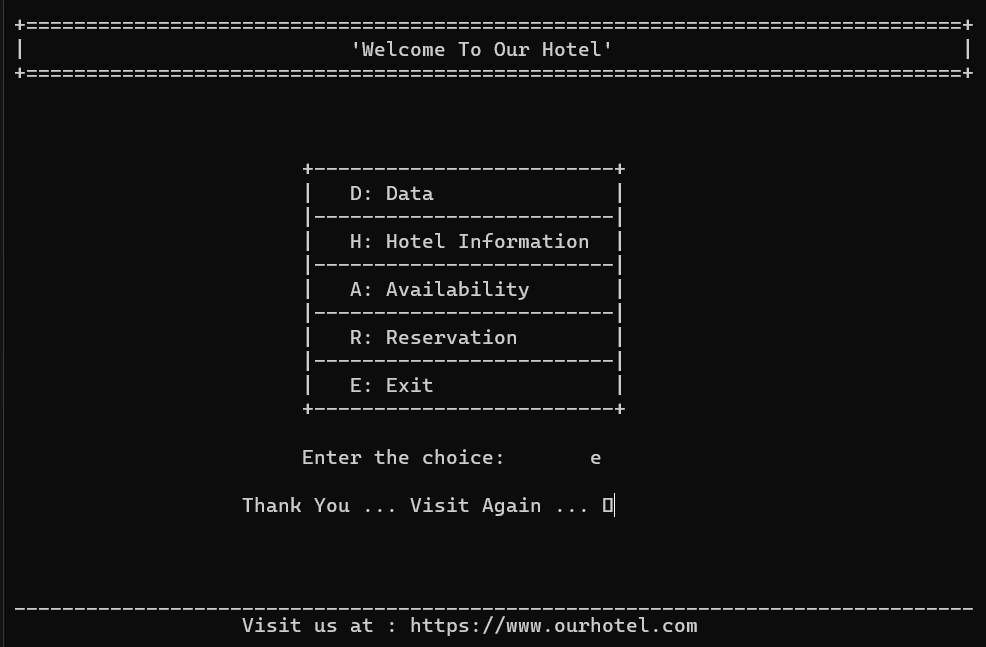 'Welcome To Our Hotel'
D: Data
H: Hotel Information
A: Availability
R: Reservation
E: Exit
Enter the choice: e
Thank You ... Visit Again ...
Visit us at : https://www.ourhotel.com